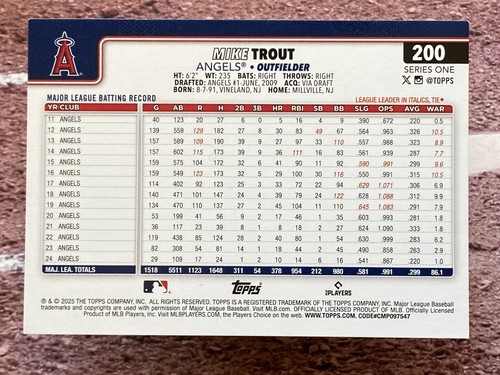 MIKE TROUT
ANGELS® • OUTFIELDER
HT: 6'2" WT: 235 BATS: RIGHT THROWS: RIGHT
DRAFTED: ANGELS #1-JUNE, 2009 ACQ: VIA DRAFT
BORN: 8-7-91, VINELAND, NJ HOME: MILLVILLE, NJ
200
SERIES ONE
@TOPPS
MAJOR LEAGUE BATTING RECORD
LEAGUE LEADER IN ITALICS, TIE♦
YR CLUB G AB R H 2B 3B HR RBI SB BB SLG OPS AVG WAR
11 ANGELS 40 123 20 27 6 0 5 16 4 9 .390 .672 .220 0.5
12 ANGELS 139 559 129 182 27 8 30 83 49 67 .564 .963 .326 10.5
13 ANGELS 157 589 109 190 39 9 27 97 33 110 .557 .988 .323 8.9
14 ANGELS 157 602 115 173 39 9 36 111 16 83 .561 .939 .287 7.7
15 ANGELS 159 575 104 172 32 6 41 90 11 92 .590 .991 .299 9.6
16 ANGELS 159 549 123 173 32 5 29 100 30 116 .550 .991 .315 10.5
17 ANGELS 114 402 92 123 25 3 33 72 22 94 .629 1.071 .306 6.9
18 ANGELS 140 471 101 147 24 4 39 79 24 122 .628 1.088 .312 9.9
19 ANGELS 134 470 110 137 27 2 45 104 11 110 .645 1.083 .291 7.9
20 ANGELS 53 199 41 56 9 2 17 46 1 35 .603 .993 .281 1.8
21 ANGELS 36 117 23 39 8 1 8 18 2 27 .624 1.090 .333 1.8
22 ANGELS 119 438 85 124 28 2 40 80 1 54 .630 .999 .283 6.2
23 ANGELS 82 308 54 81 14 1 18 44 2 45 .490 .858 .263 2.9
24 ANGELS 29 109 17 24 1 2 10 14 6 16 .541 .867 .220 1.0
MAJ. LEA. TOTALS 1518 5511 1123 1648 311 54 378 954 212 980 .581 .991 .299 86.1
Topps
PLAYERS
® & © 2025 THE TOPPS COMPANY, INC. ALL RIGHTS RESERVED. TOPPS IS A REGISTERED TRADEMARK OF THE TOPPS COMPANY, INC. Major League Baseball
trademarks and copyrights are used with permission of Major League Baseball. Visit MLB.com. OFFICIALLY LICENSED PRODUCT OF MLB. Officially Licensed
Product of MLB Players, Inc. Visit MLBPLAYERS.com, the Players Choice on the web. WWW.TOPPS.COM. CODE#CMP097547